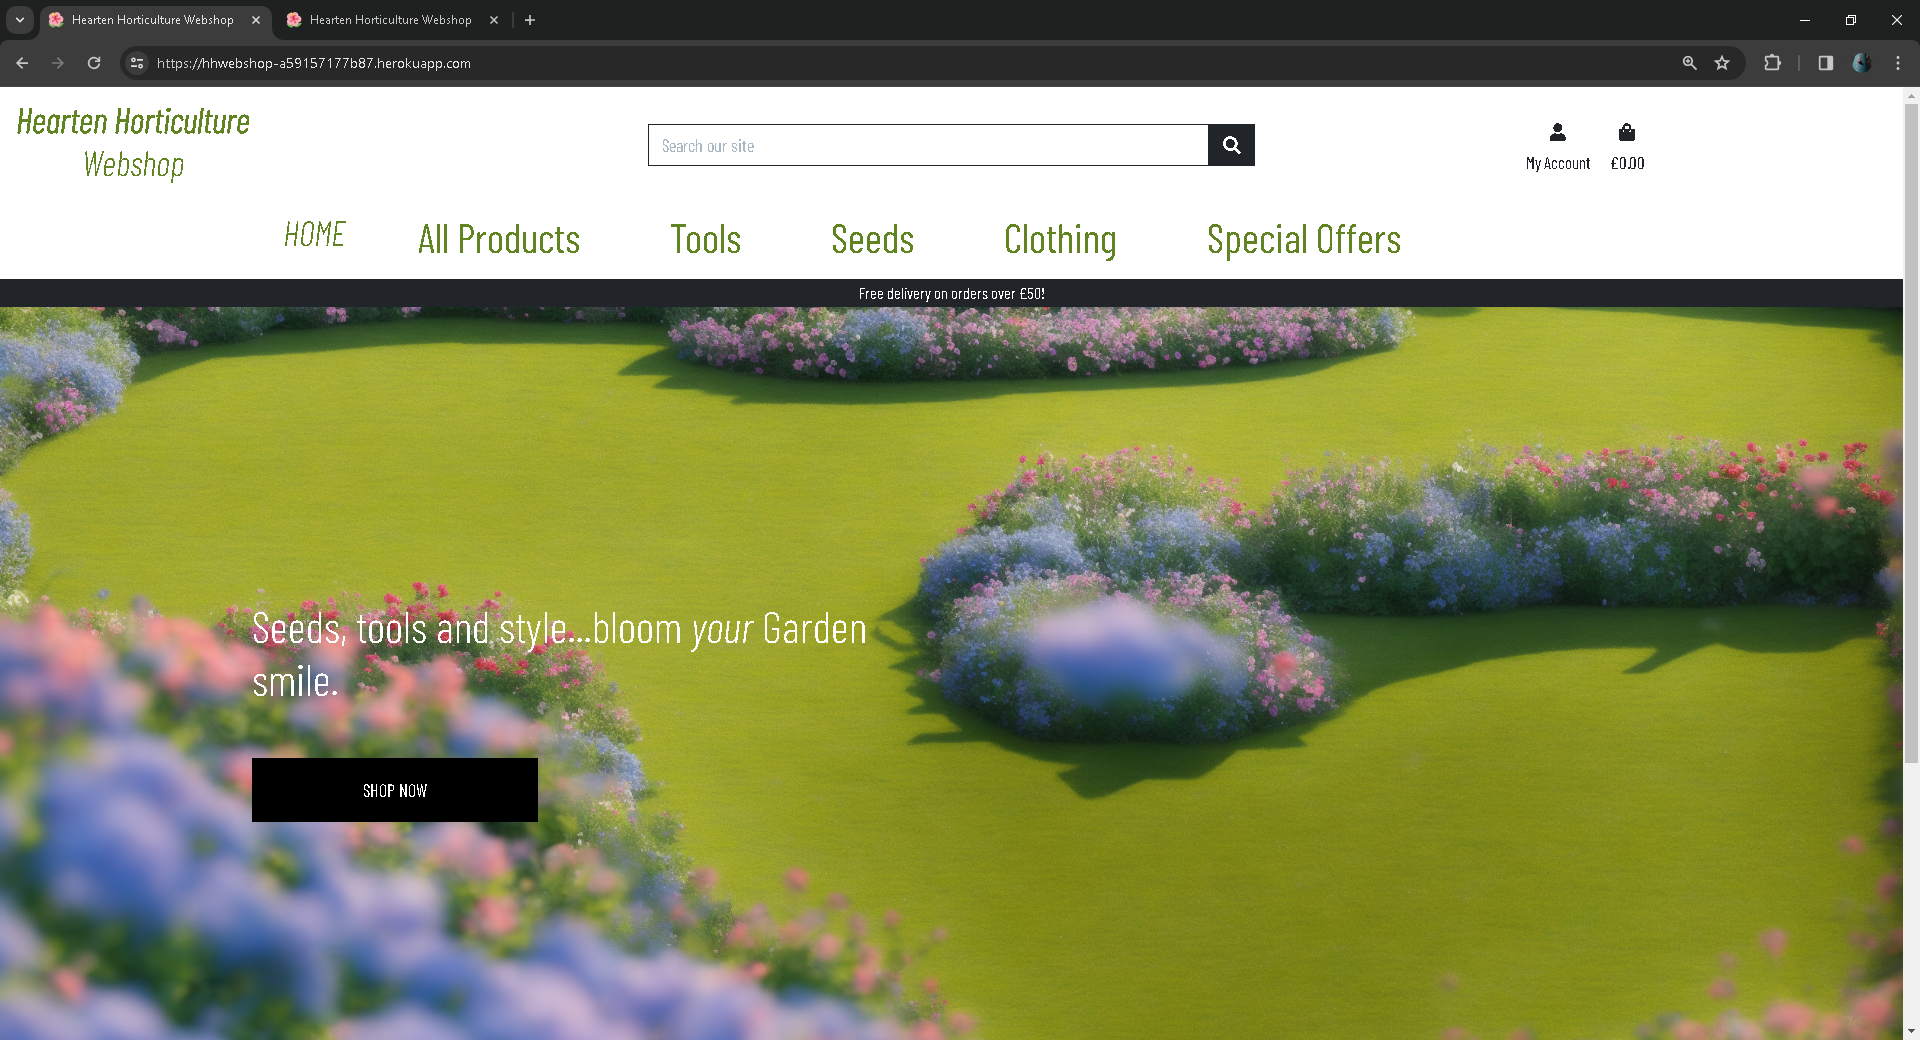 Hearten Horticulture Webshop
Hearten Horticulture Webshop
https://hhwebshop-a59157177b87.herokuapp.com
Hearten Horticulture
Webshop
Search our site
My Account
£0.00
HOME
All Products
Tools
Seeds
Clothing
Special Offers
Free delivery on orders over £50!
Seeds, tools and style...bloom your Garden
smile.
SHOP NOW